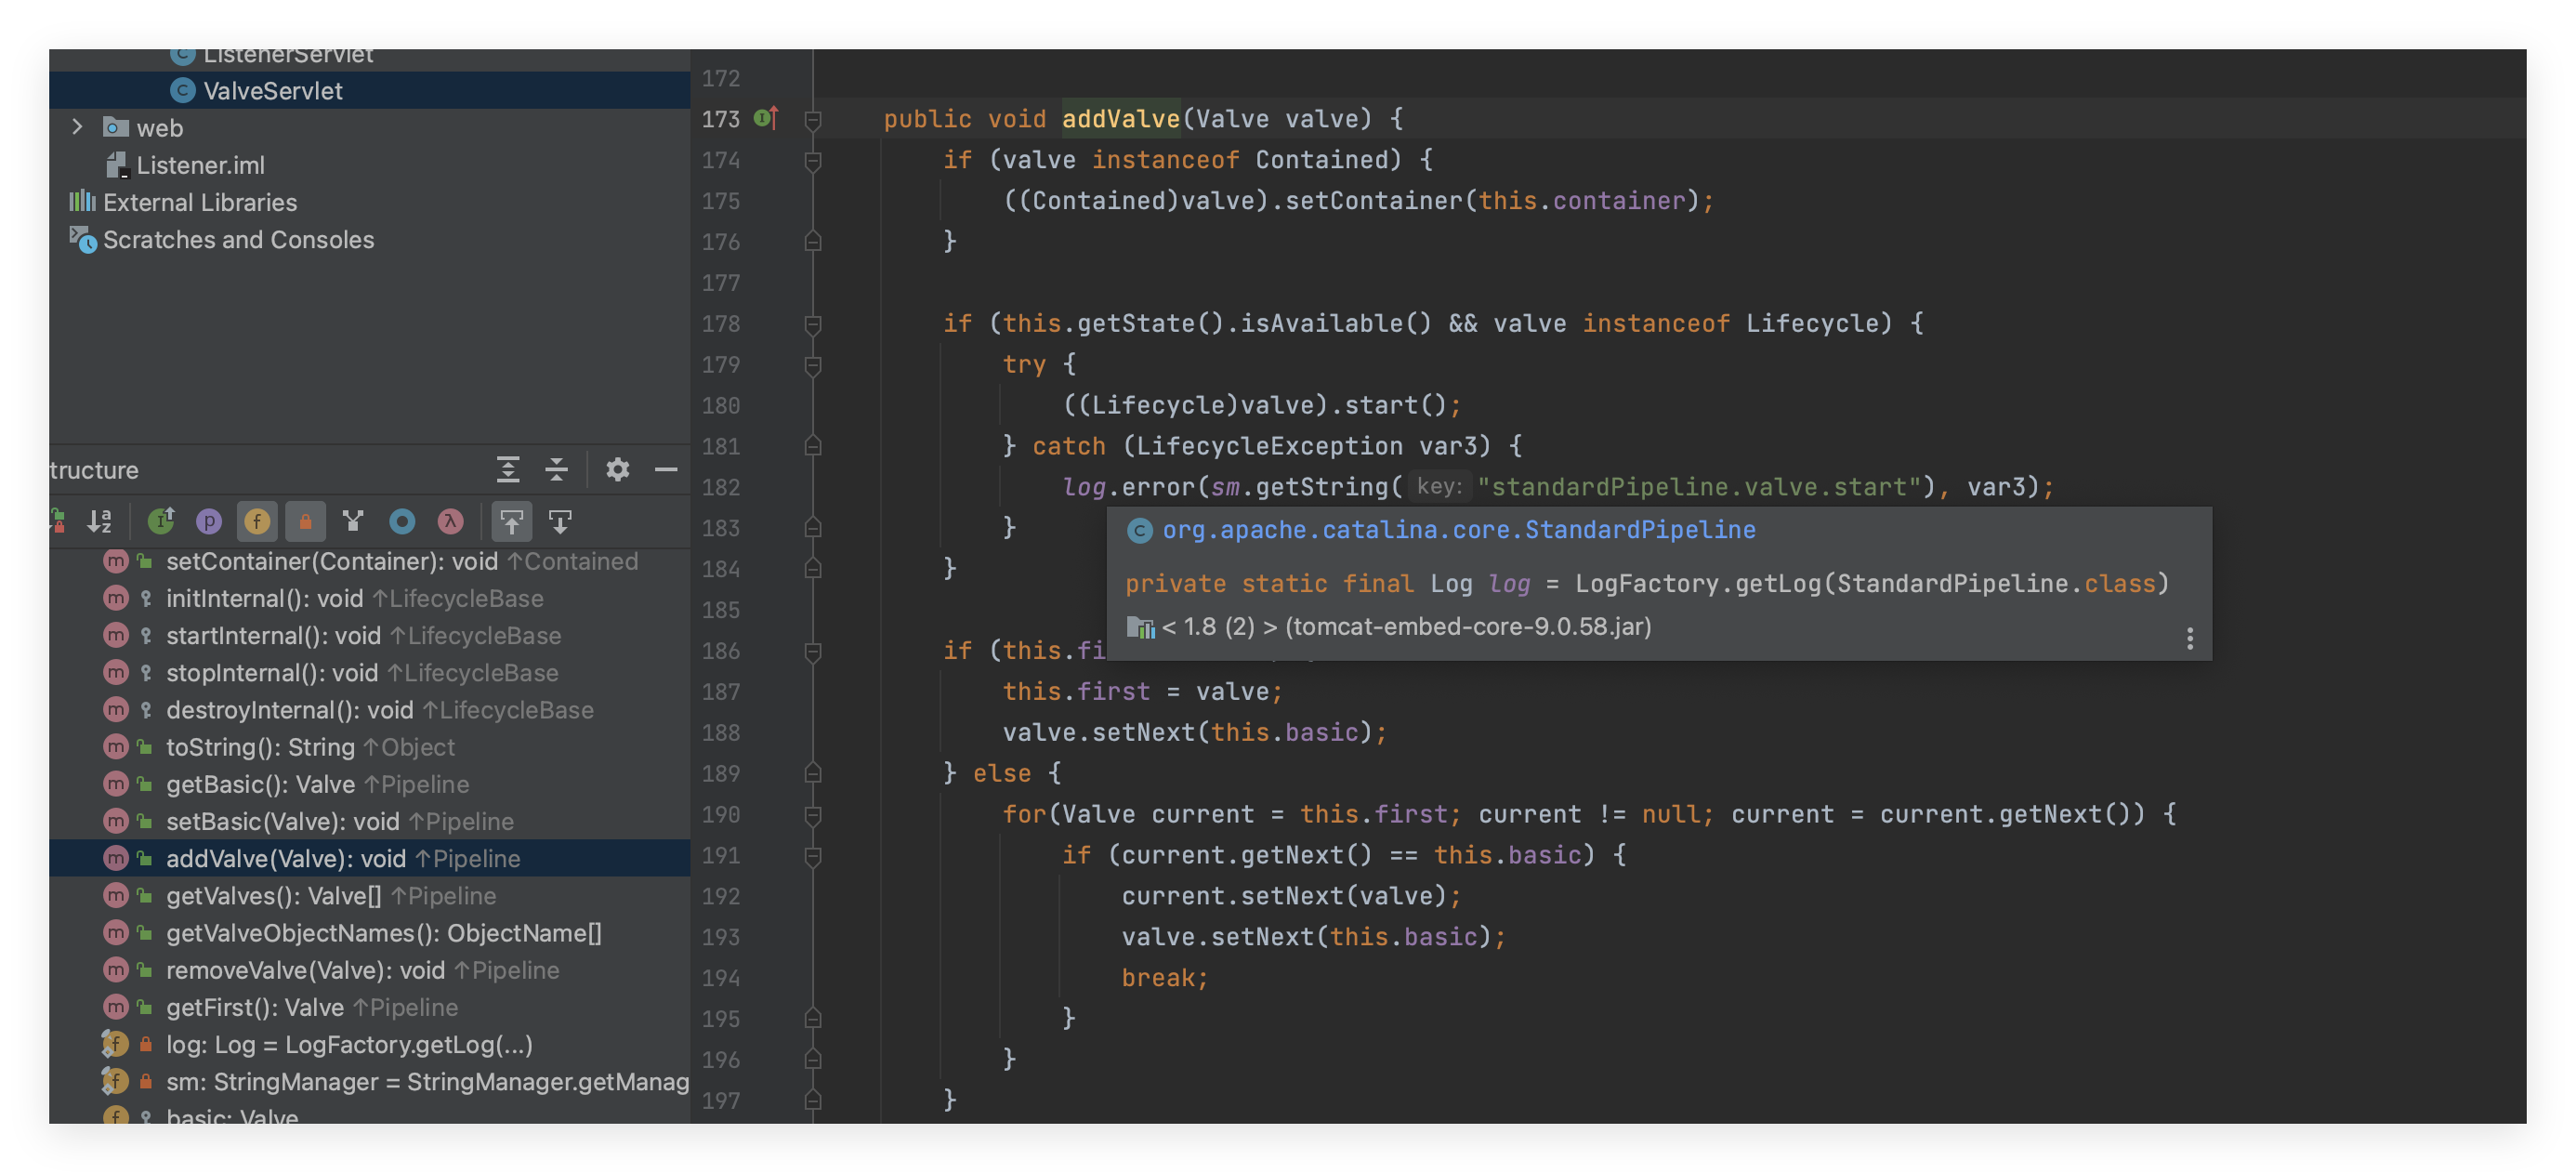 ListenerServlet
ValveServlet
web
Listener.iml
External Libraries
Scratches and Consoles
tructure
setContainer(Container): void ↑Contained
initInternal(): void ↑LifecycleBase
startInternal(): void ↑LifecycleBase
stopInternal(): void ↑LifecycleBase
destroyInternal(): void ↑LifecycleBase
toString(): String ↑Object
getBasic(): Valve ↑Pipeline
setBasic(Valve): void ↑Pipeline
addValve(Valve): void ↑Pipeline
getValves(): Valve[] ↑Pipeline
getValveObjectNames(): ObjectName[]
removeValve(Valve): void ↑Pipeline
getFirst(): Valve ↑Pipeline
log: Log = LogFactory.getLog(...)
sm: StringManager = StringManager.getManag
basic: Valve
172
173 public void addValve(Valve valve) {
174 if (valve instanceof Contained) {
175 ((Contained)valve).setContainer(this.container);
176 }
177
178 if (this.getState().isAvailable() && valve instanceof Lifecycle) {
179 try {
180 ((Lifecycle)valve).start();
181 } catch (LifecycleException var3) {
182 log.error(sm.getString( key: "standardPipeline.valve.start"), var3);
183 }
184 }
185
186 if (this.fi
187 this.first = valve;
188 valve.setNext(this.basic);
189 } else {
190 for(Valve current = this.first; current != null; current = current.getNext()) {
191 if (current.getNext() == this.basic) {
192 current.setNext(valve);
193 valve.setNext(this.basic);
194 break;
195 }
196 }
197 }
org.apache.catalina.core.StandardPipeline
private static final Log log = LogFactory.getLog(StandardPipeline.class)
< 1.8 (2) > (tomcat-embed-core-9.0.58.jar)